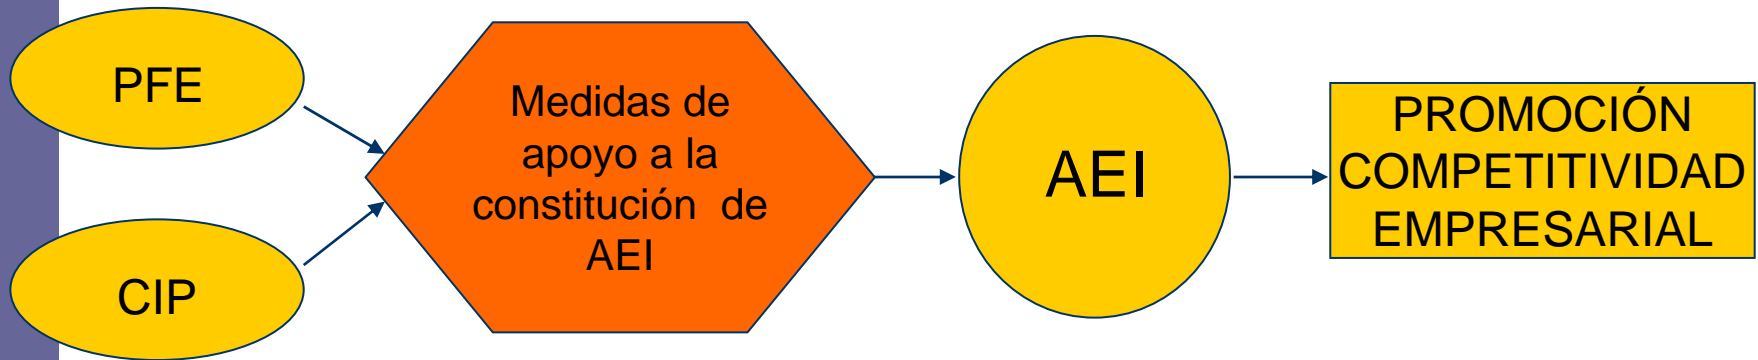 PFE
CIP
Medidas de
apoyo a la
constitución de
AEI
AEI
PROMOCIÓN
COMPETITIVIDAD
EMPRESARIAL